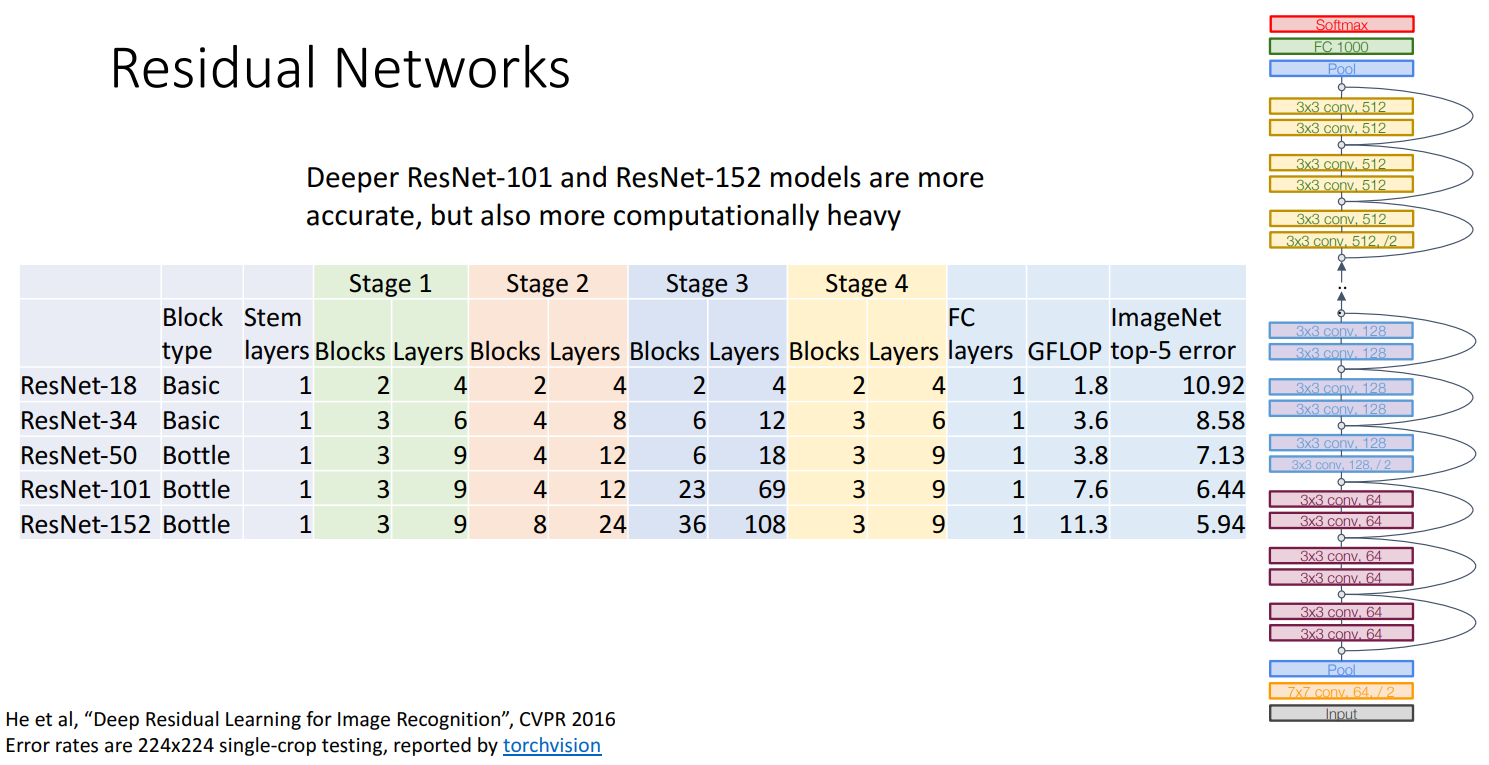 Residual Networks
Deeper ResNet-101 and ResNet-152 models are more
accurate, but also more computationally heavy
Stage 1 Stage 2 Stage 3 Stage 4
Block type Stem layers Blocks Layers Blocks Layers Blocks Layers Blocks Layers FC layers GFLOP ImageNet top-5 error
ResNet-18 Basic 1 2 4 2 4 2 4 2 4 1 1.8 10.92
ResNet-34 Basic 1 3 6 4 8 6 12 3 6 1 3.6 8.58
ResNet-50 Bottle 1 3 9 4 12 6 18 3 9 1 3.8 7.13
ResNet-101 Bottle 1 3 9 4 12 23 69 3 9 1 7.6 6.44
ResNet-152 Bottle 1 3 9 8 24 36 108 3 9 1 11.3 5.94
He et al, “Deep Residual Learning for Image Recognition”, CVPR 2016
Error rates are 224x224 single-crop testing, reported by torchvision
Softmax
FC 1000
Pool
3x3 conv, 512
3x3 conv, 512
3x3 conv, 512
3x3 conv, 512
3x3 conv, 512
3x3 conv, 512, /2
..
3x3 conv, 128
3x3 conv, 128
3x3 conv, 128
3x3 conv, 128
3x3 conv, 128
3x3 conv, 128, / 2
3x3 conv, 64
3x3 conv, 64
3x3 conv, 64
3x3 conv, 64
3x3 conv, 64
3x3 conv, 64
Pool
7x7 conv, 64, / 2
Input